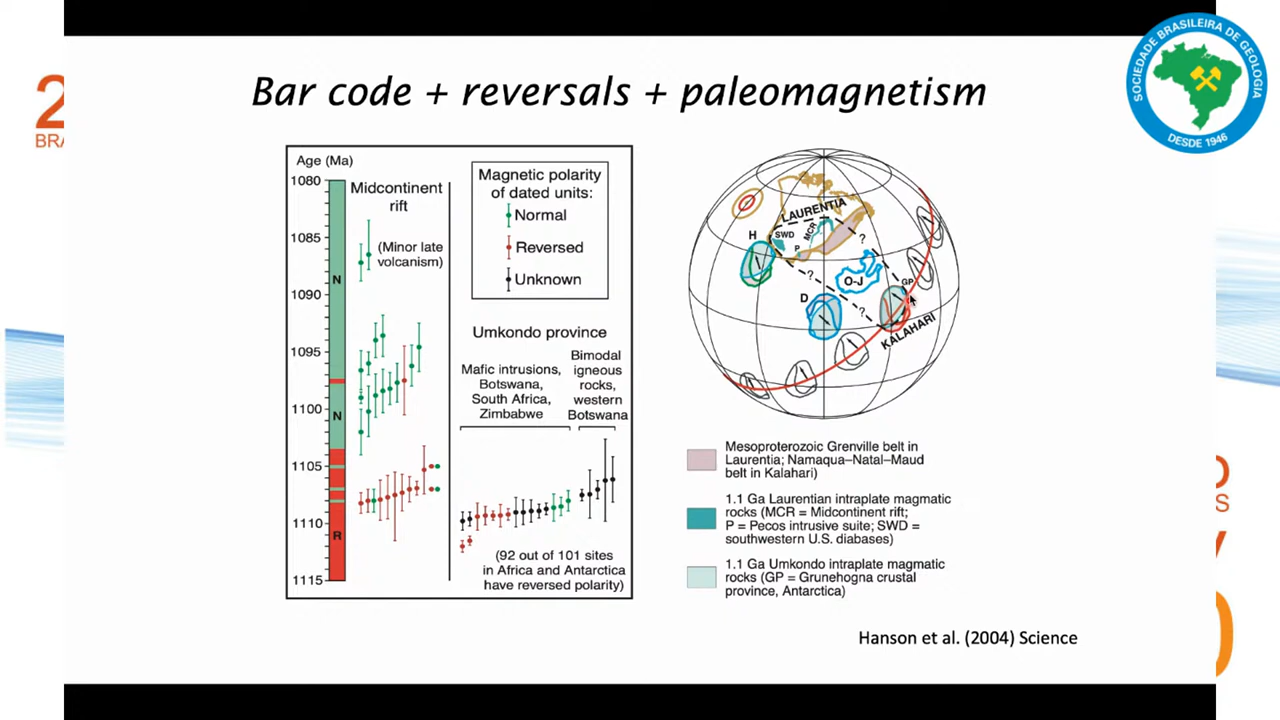 Bar code + reversals + paleomagnetism
SOCIEDADE BRASILEIRA DE GEOLOGIA
DESDE 1946
2
BRA
Age (Ma)
1080
1085
1090
1095
1100
1105
1110
1115
N
N
R
Midcontinent
rift
(Minor late
volcanism)
Magnetic polarity
of dated units:
Normal
Reversed
Unknown
Umkondo province
Mafic intrusions,
Botswana,
South Africa,
Zimbabwe
Bimodal
igneous
rocks,
western
Botswana
(92 out of 101 sites
in Africa and Antarctica
have reversed polarity)
LAURENTIA
H
SWD
MCR
P
?
?
O-J
GP
D
?
KALAHARI
Mesoproterozoic Grenville belt in
Laurentia; Namaqua–Natal–Maud
belt in Kalahari)
1.1 Ga Laurentian intraplate magmatic
rocks (MCR = Midcontinent rift;
P = Pecos intrusive suite; SWD =
southwestern U.S. diabases)
1.1 Ga Umkondo intraplate magmatic
rocks (GP = Grunehogna crustal
province, Antarctica)
Hanson et al. (2004) Science